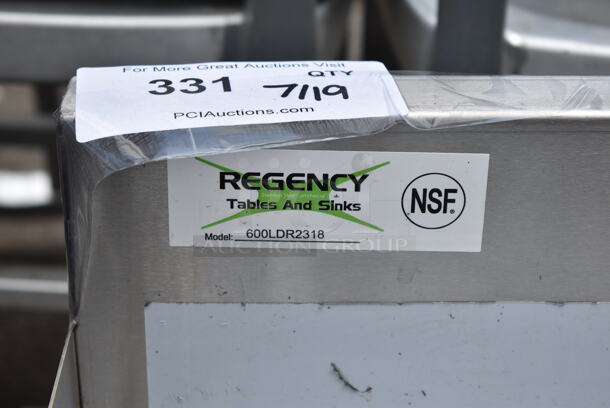 For More Great Auctions Visit
331 QTY
7/19
PCIAuctions.com
REGENCY
Tables And Sinks
Model: 600LDR2318
NSF®
AUCTION GROUP